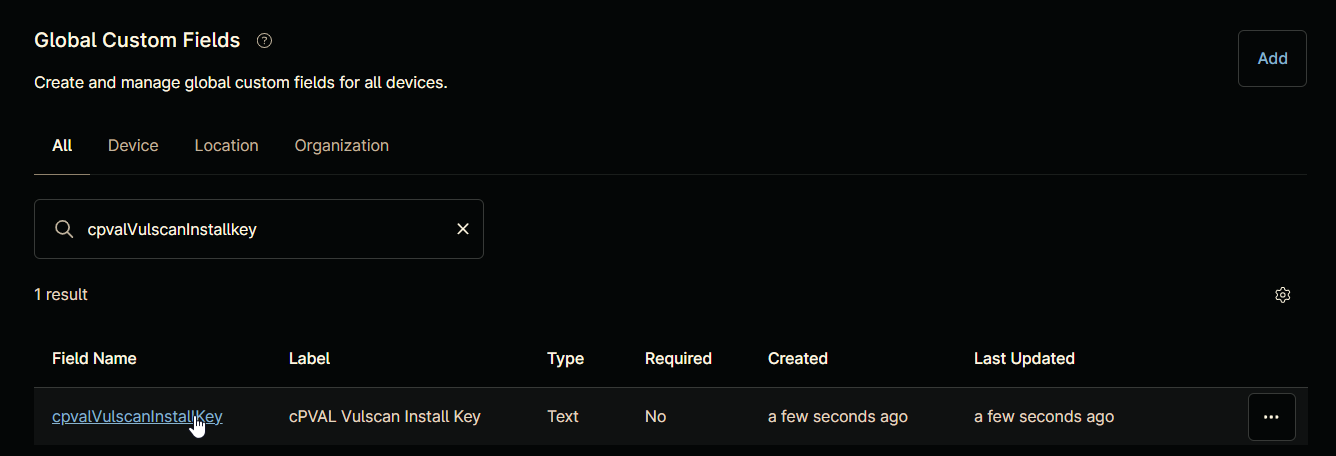 Global Custom Fields ?
Add
Create and manage global custom fields for all devices.
All Device Location Organization
cpvalVulscanInstallkey
1 result
Field Name Label Type Required Created Last Updated
cpvalVulscanInstallKey cPVAL Vulscan Install Key Text No a few seconds ago a few seconds ago